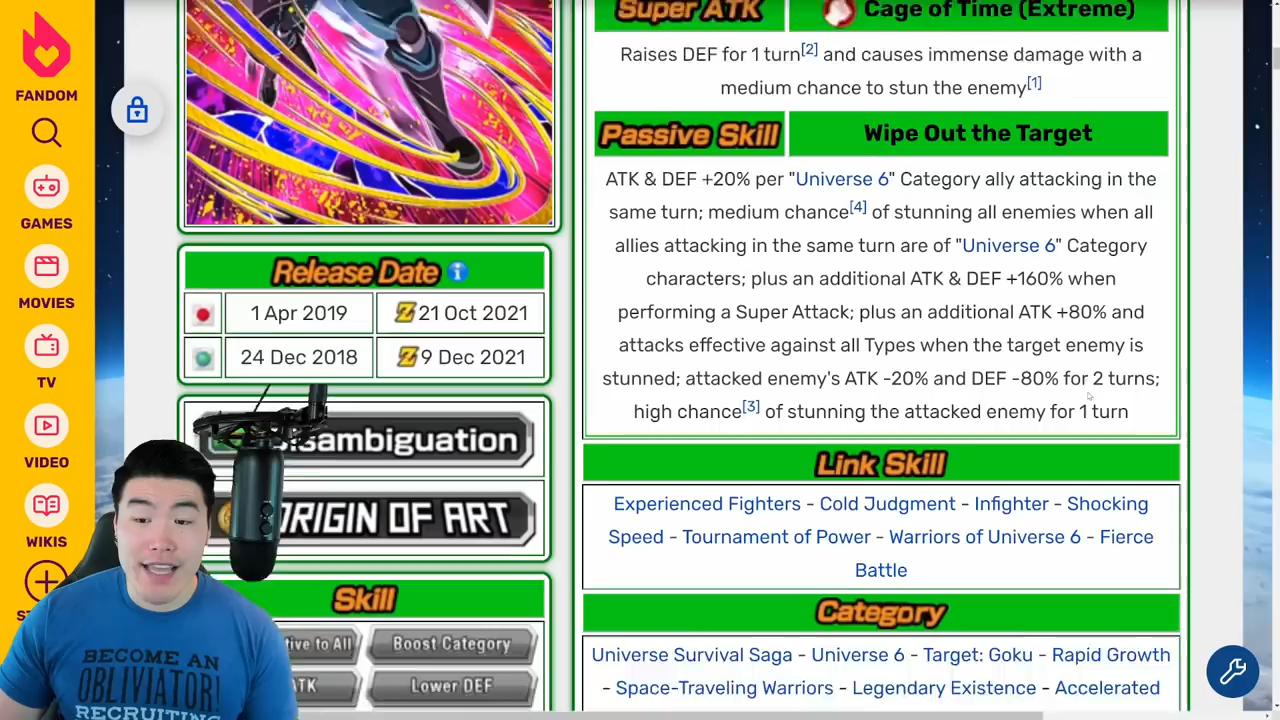 Super ATK
Cage of Time (Extreme)
Raises DEF for 1 turn[2] and causes immense damage with a
medium chance to stun the enemy[1]
Passive Skill
Wipe Out the Target
ATK & DEF +20% per "Universe 6" Category ally attacking in the
same turn; medium chance[4] of stunning all enemies when all
allies attacking in the same turn are of "Universe 6" Category
characters; plus an additional ATK & DEF +160% when
performing a Super Attack; plus an additional ATK +80% and
attacks effective against all Types when the target enemy is
stunned; attacked enemy's ATK -20% and DEF -80% for 2 turns;
high chance[3] of stunning the attacked enemy for 1 turn
Link Skill
Experienced Fighters - Cold Judgment - Infighter - Shocking
Speed - Tournament of Power - Warriors of Universe 6 - Fierce
Battle
Category
Universe Survival Saga - Universe 6 - Target: Goku - Rapid Growth
- Space-Traveling Warriors - Legendary Existence - Accelerated
Release Date i
1 Apr 2019 Z 21 Oct 2021
24 Dec 2018 Z 9 Dec 2021
isambiguation
ORIGIN OF ART
Skill
tive to All
Boost Category
TK
Lower DEF
FANDOM
GAMES
MOVIES
TV
VIDEO
WIKIS
BECOME AN
OBLIVIATOR!
RECRUITING